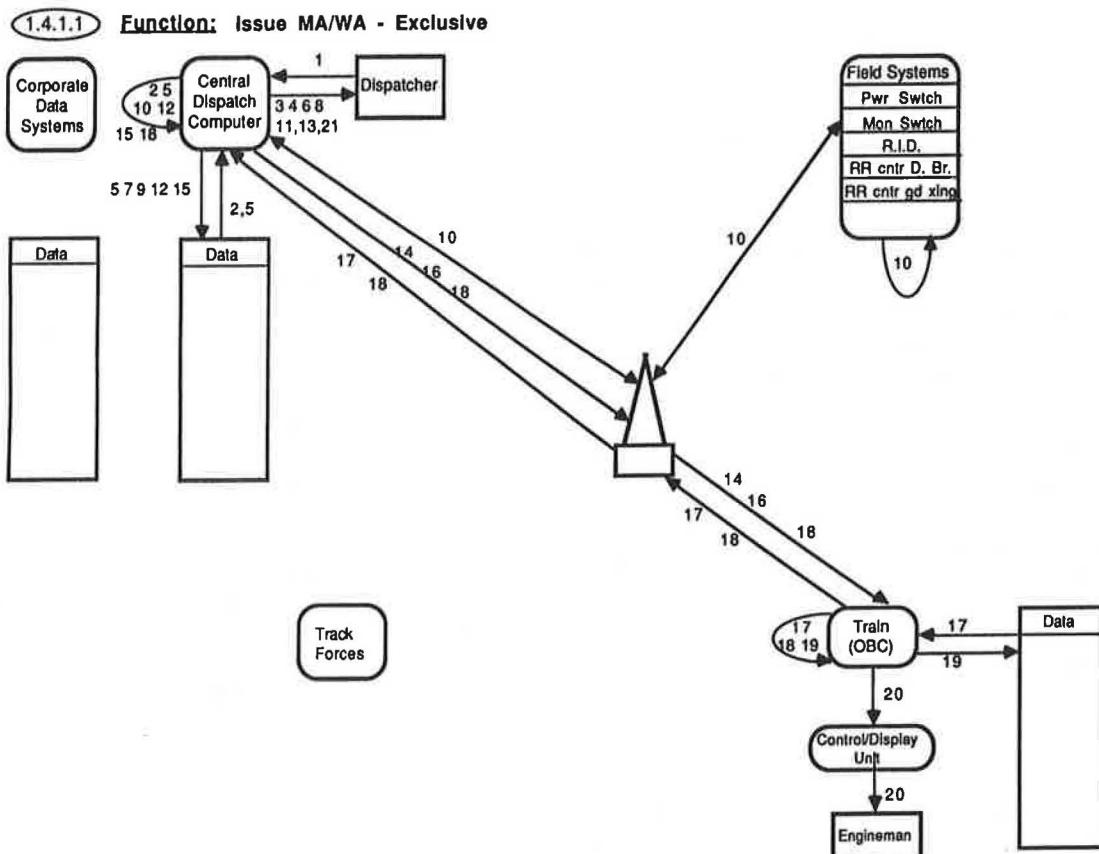 1.4.1.1 Function: Issue MA/WA - Exclusive
Corporate
Data
Systems
2 5
10 12
15 18
Central
Dispatch
Computer
1
3 4 6 8
11,13,21
Dispatcher
Field Systems
Pwr Swtch
Mon Swtch
R.I.D.
RR cntr D. Br.
RR cntr gd xing
10
5 7 9 12 15
2,5
Data
Data
10
14
16
18
17
18
10
14
16
18
17
18
Track
Forces
17
18 19
Train
(OBC)
17
19
Data
20
Control/Display
Unit
20
Engineman